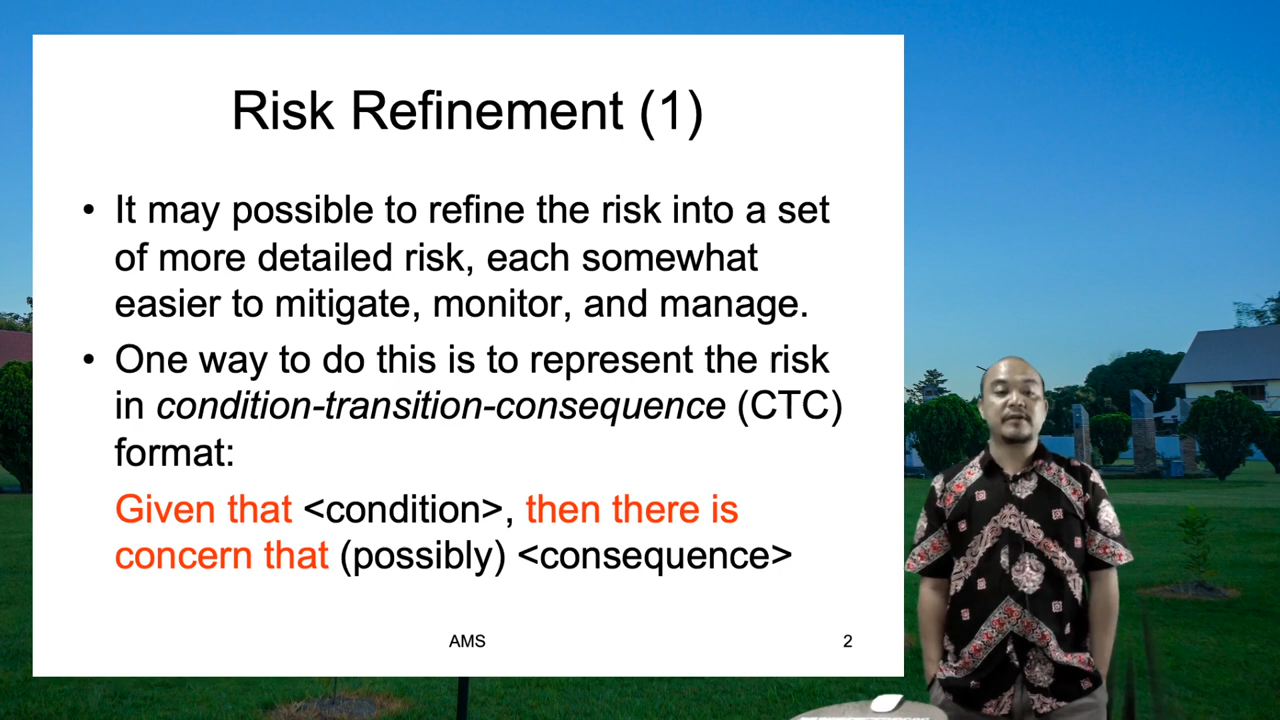 Risk Refinement (1)
• It may possible to refine the risk into a set
of more detailed risk, each somewhat
easier to mitigate, monitor, and manage.
• One way to do this is to represent the risk
in condition-transition-consequence (CTC)
format:
Given that <condition>, then there is
concern that (possibly) <consequence>
AMS
2